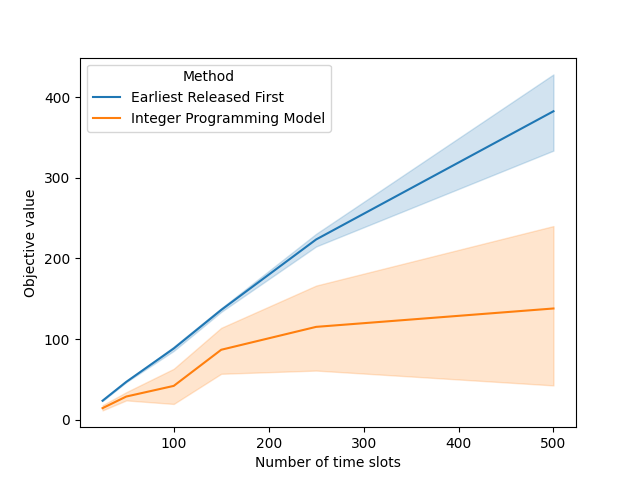 Method
Earliest Released First
Integer Programming Model
Objective value
400
300
200
100
0
100
200
300
400
500
Number of time slots